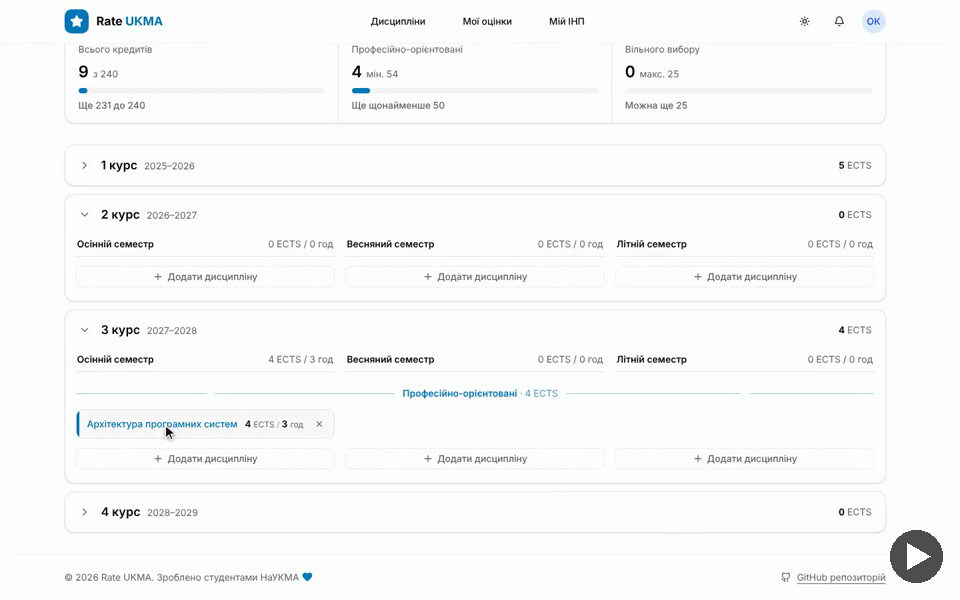 Rate UKMA Дисципліни Мої оцінки Мій ІНП ОК
Всього кредитів Професійно-орієнтовані Вільного вибору
9 з 240 4 мін. 54 0 макс. 25
Ще 231 до 240 Ще щонайменше 50 Можна ще 25
1 курс 2025–2026 5 ECTS
2 курс 2026–2027 0 ECTS
Осінній семестр 0 ECTS / 0 год Весняний семестр 0 ECTS / 0 год Літній семестр 0 ECTS / 0 год
+ Додати дисципліну + Додати дисципліну + Додати дисципліну
3 курс 2027–2028 4 ECTS
Осінній семестр 4 ECTS / 3 год Весняний семестр 0 ECTS / 0 год Літній семестр 0 ECTS / 0 год
Професійно-орієнтовані · 4 ECTS
Архітектура програмних систем 4 ECTS / 3 год ×
+ Додати дисципліну + Додати дисципліну + Додати дисципліну
4 курс 2028–2029 0 ECTS
© 2026 Rate UKMA. Зроблено студентами НаУКМА 💙 GitHub репозиторій